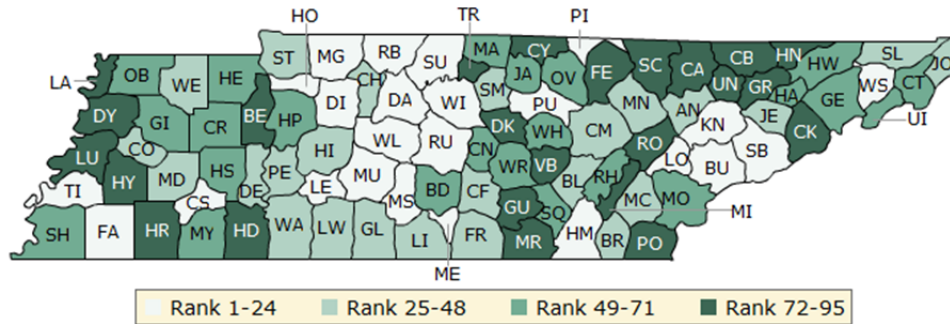 HO TR PI
ST MG RB SU MA CY
LA OB WE HE CH JA OV FE SC CA CB HN HW SL JO
DI DA WI SM PU MN UN GR HA GE WS CT
DY GI CR BE HP DK WH CM AN KN JE CK UI
LU CO WL RU CN RO
HY MD HS DE PE HI MU WR VB BL RH LO BU SB
TI CS LE MS BD CF GU SQ MC MO MI
SH FA HR MY HD WA LW GL LI FR MR HM BR PO
ME
Rank 1-24 Rank 25-48 Rank 49-71 Rank 72-95